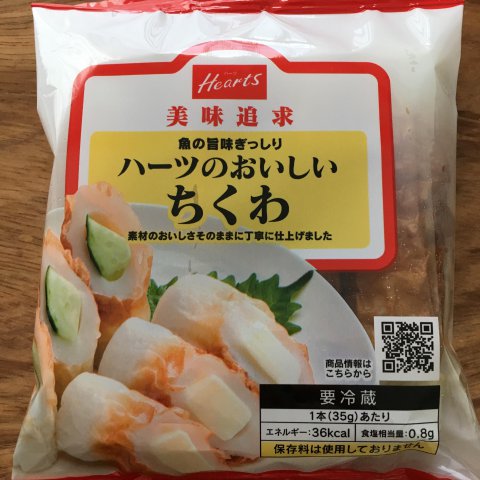 ハーツ
Hearts
美味追求
魚の旨味ぎっしり
ハーツのおいしい
ちくわ
素材のおいしさそのままに丁寧に仕上げました
商品情報は
こちらから
要冷蔵
1本(35g)あたり
エネルギー:36kcal 食塩相当量:0.8g
保存料は使用しておりません